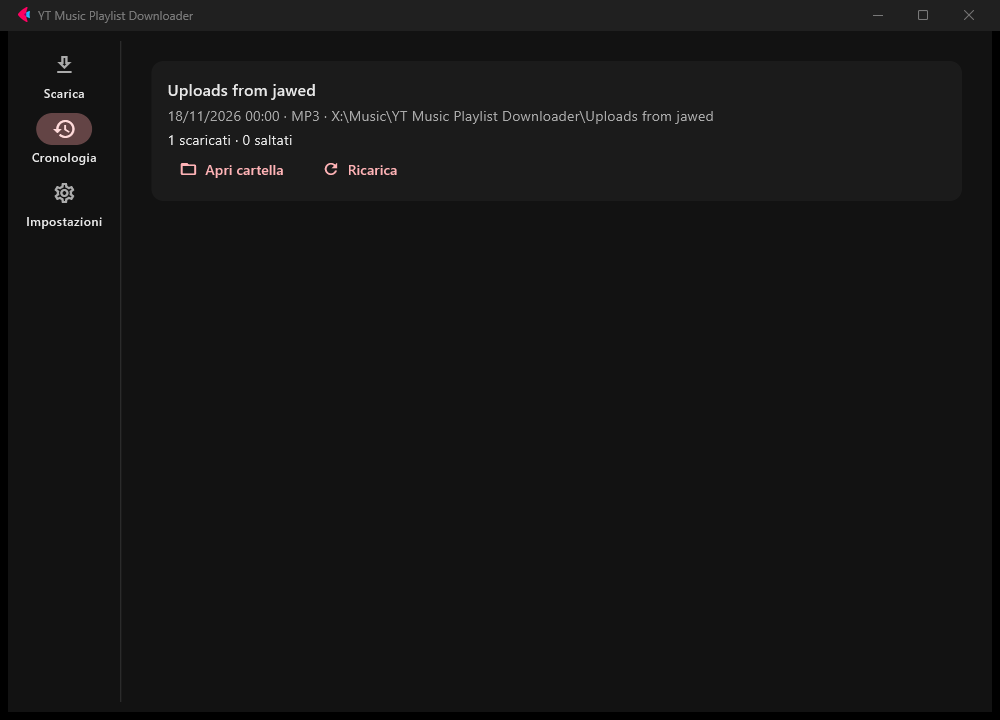 YT Music Playlist Downloader
Scarica
Cronologia
Impostazioni
Uploads from jawed
18/11/2026 00:00 · MP3 · X:\Music\YT Music Playlist Downloader\Uploads from jawed
1 scaricati · 0 saltati
Apri cartella
Ricarica